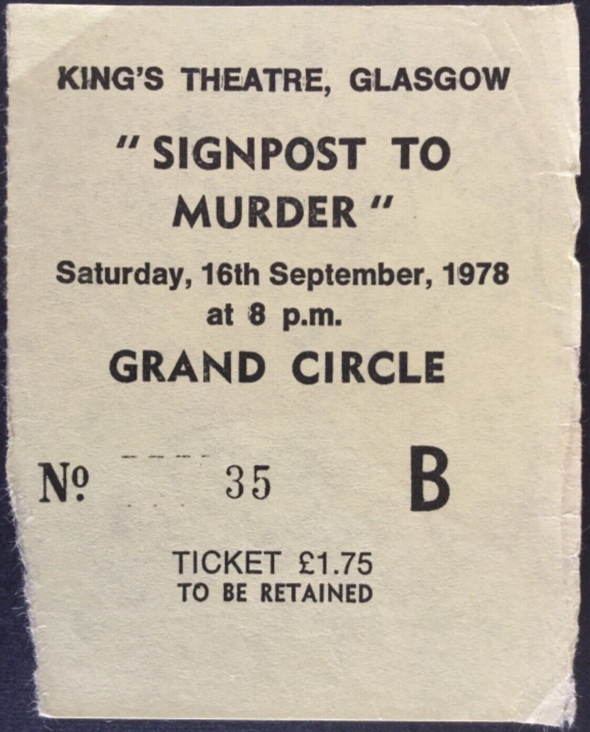 KING'S THEATRE, GLASGOW
" SIGNPOST TO
MURDER "
Saturday, 16th September, 1978
at 8 p.m.
GRAND CIRCLE
Nº 35 B
TICKET £1.75
TO BE RETAINED